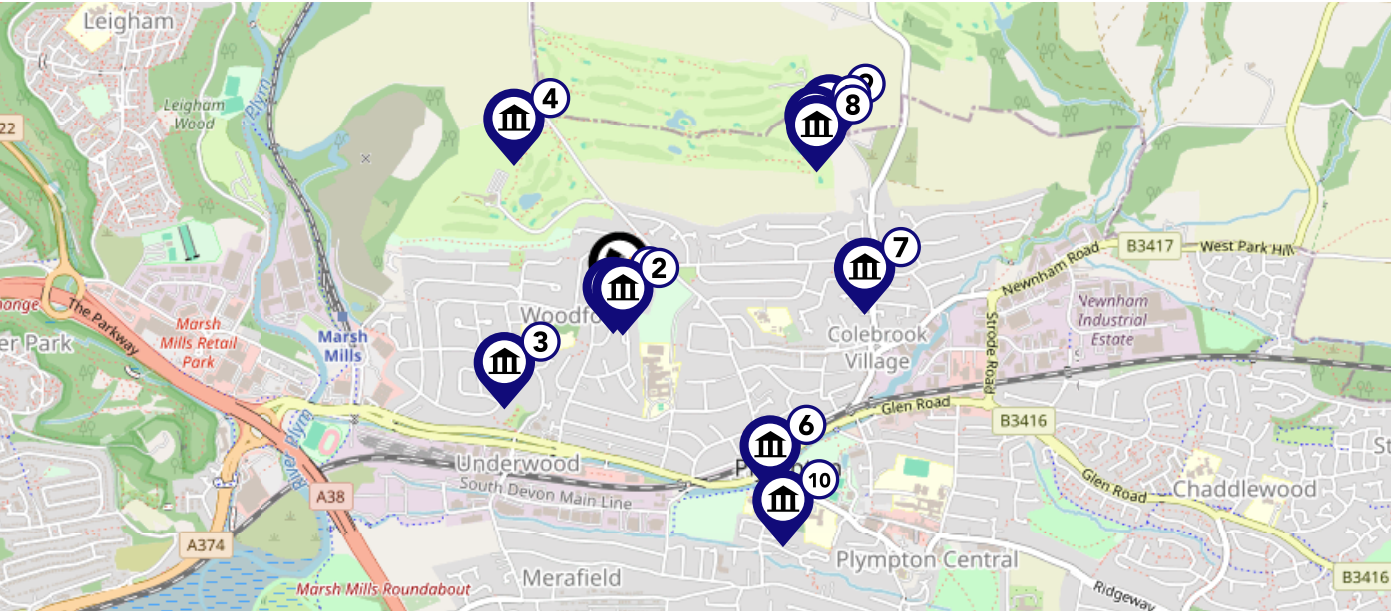 Leigham
Leigham
Wood
Plym
22
4
9
8
B3417
West Park Hill
Newnham Road
7
2
The Parkway
Marsh
Mills Retail
Park
Marsh
Mills
er Park
Woodfo
3
Colebrook
Village
Newnham
Industrial
Estate
Strode Road
Glen Road
B3416
6
10
Underwood
South Devon Main Line
A38
A374
Glen Road
Chaddlewood
St
Plympton Central
Merafield
Marsh Mills Roundabout
Ridgeway
B3416